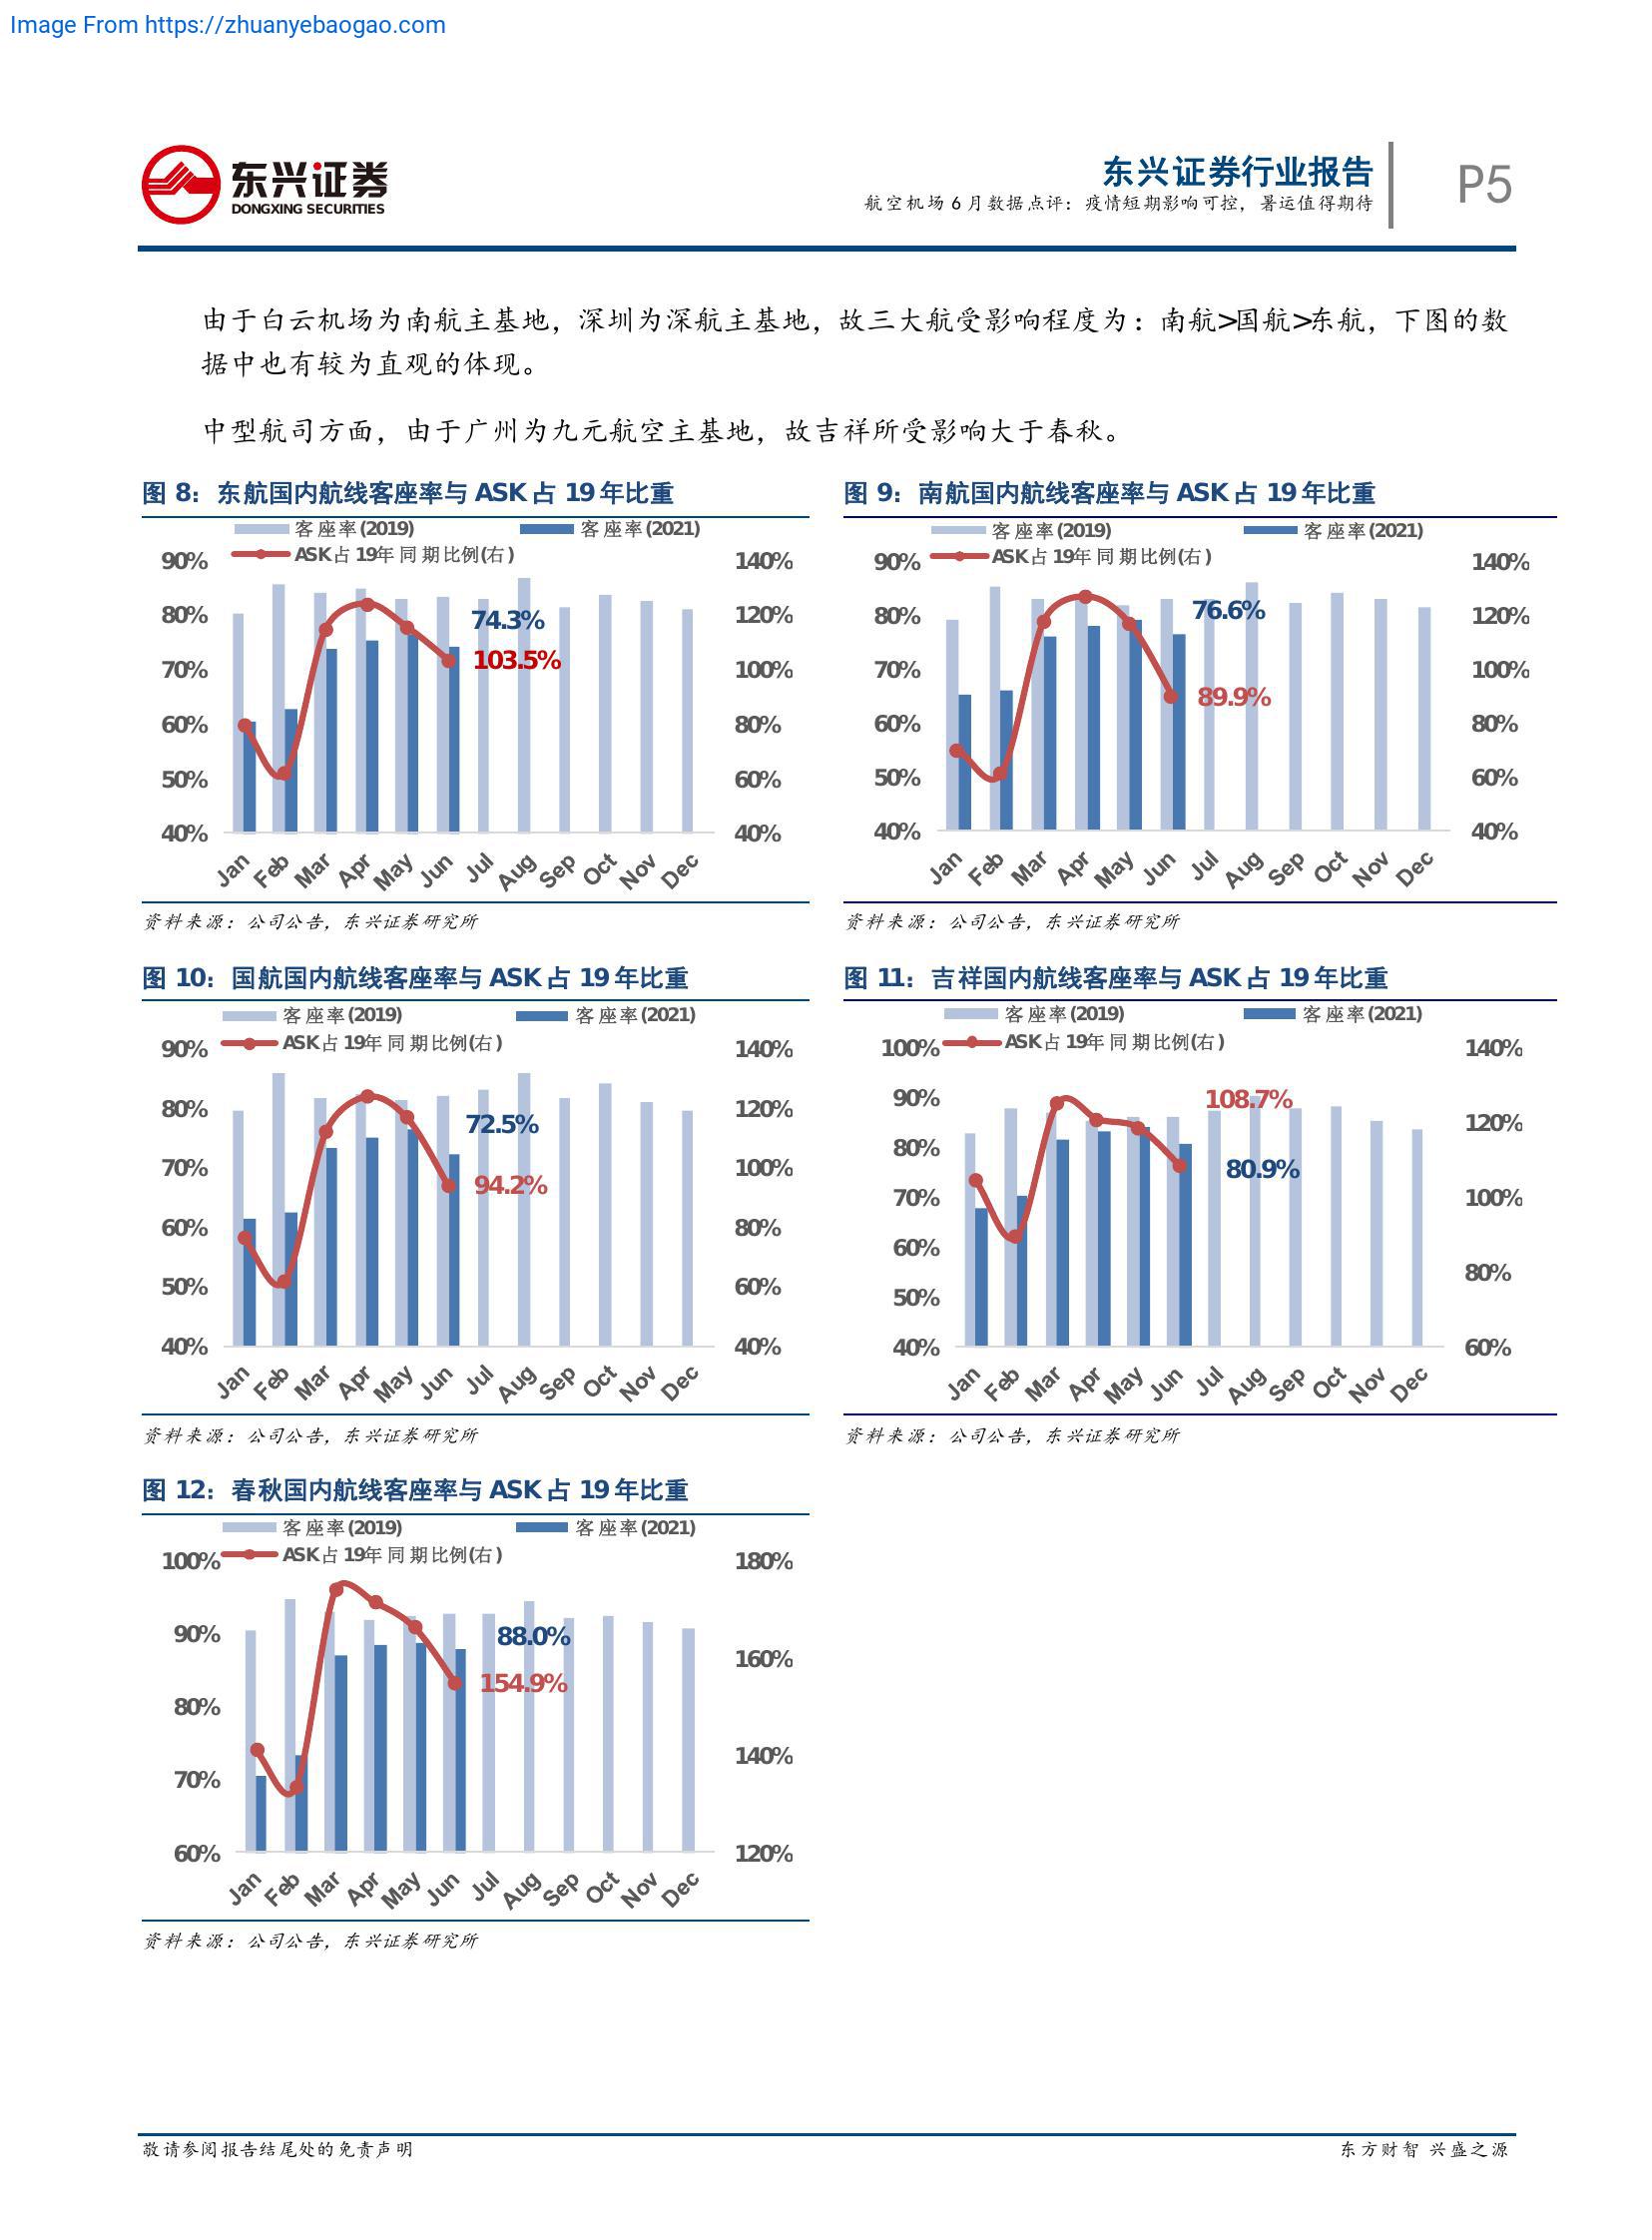 Image From https://zhuanyebaogao.com
东兴证券
DONGXING SECURITIES
东兴证券行业报告
航空机场 6 月数据点评：疫情短期影响可控，暑运值得期待
P5
由于白云机场为南航主基地，深圳为深航主基地，故三大航受影响程度为：南航>国航>东航，下图的数
据中也有较为直观的体现。
中型航司方面，由于广州为九元航空主基地，故吉祥所受影响大于春秋。
图 8：东航国内航线客座率与 ASK 占 19 年比重
客座率(2019)
客座率(2021)
ASK占19年同期比例(右)
90%
80%
70%
60%
50%
40%
140%
120%
100%
80%
60%
40%
74.3%
103.5%
Jan Feb Mar Apr May Jun Jul Aug Sep Oct Nov Dec
资料来源：公司公告，东兴证券研究所
图 9：南航国内航线客座率与 ASK 占 19 年比重
客座率(2019)
客座率(2021)
ASK占19年同期比例(右)
90%
80%
70%
60%
50%
40%
140%
120%
100%
80%
60%
40%
76.6%
89.9%
Jan Feb Mar Apr May Jun Jul Aug Sep Oct Nov Dec
资料来源：公司公告，东兴证券研究所
图 10：国航国内航线客座率与 ASK 占 19 年比重
客座率(2019)
客座率(2021)
ASK占19年同期比例(右)
90%
80%
70%
60%
50%
40%
140%
120%
100%
80%
60%
40%
72.5%
94.2%
Jan Feb Mar Apr May Jun Jul Aug Sep Oct Nov Dec
资料来源：公司公告，东兴证券研究所
图 11：吉祥国内航线客座率与 ASK 占 19 年比重
客座率(2019)
客座率(2021)
ASK占19年同期比例(右)
100%
90%
80%
70%
60%
50%
40%
140%
120%
100%
80%
60%
108.7%
80.9%
Jan Feb Mar Apr May Jun Jul Aug Sep Oct Nov Dec
资料来源：公司公告，东兴证券研究所
图 12：春秋国内航线客座率与 ASK 占 19 年比重
客座率(2019)
客座率(2021)
ASK占19年同期比例(右)
100%
90%
80%
70%
60%
180%
160%
140%
120%
88.0%
154.9%
Jan Feb Mar Apr May Jun Jul Aug Sep Oct Nov Dec
资料来源：公司公告，东兴证券研究所
敬请参阅报告结尾处的免责声明
东方财智 兴盛之源